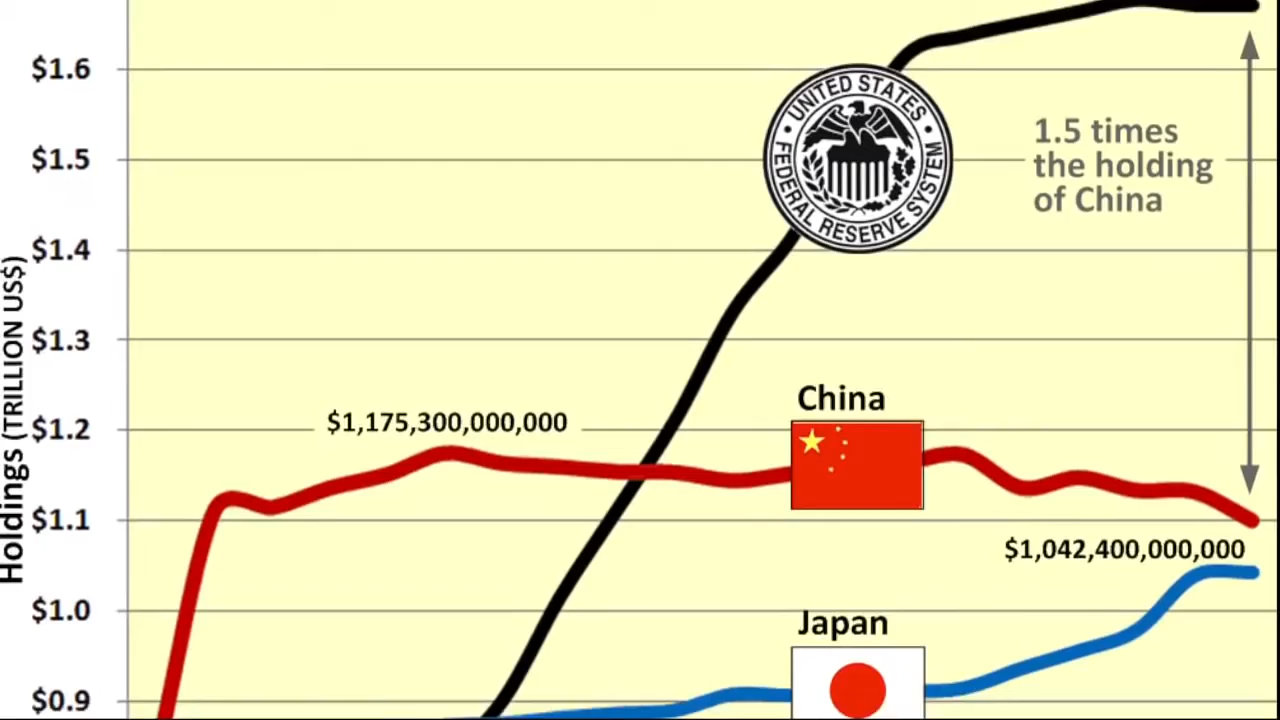 $1.6
UNITED STATES
FEDERAL RESERVE SYSTEM
1.5 times
the holding
of China
$1.5
$1.4
$1.3
China
$1,175,300,000,000
$1.2
Holdings (TRILLION US$)
$1.1
$1,042,400,000,000
$1.0
Japan
$0.9